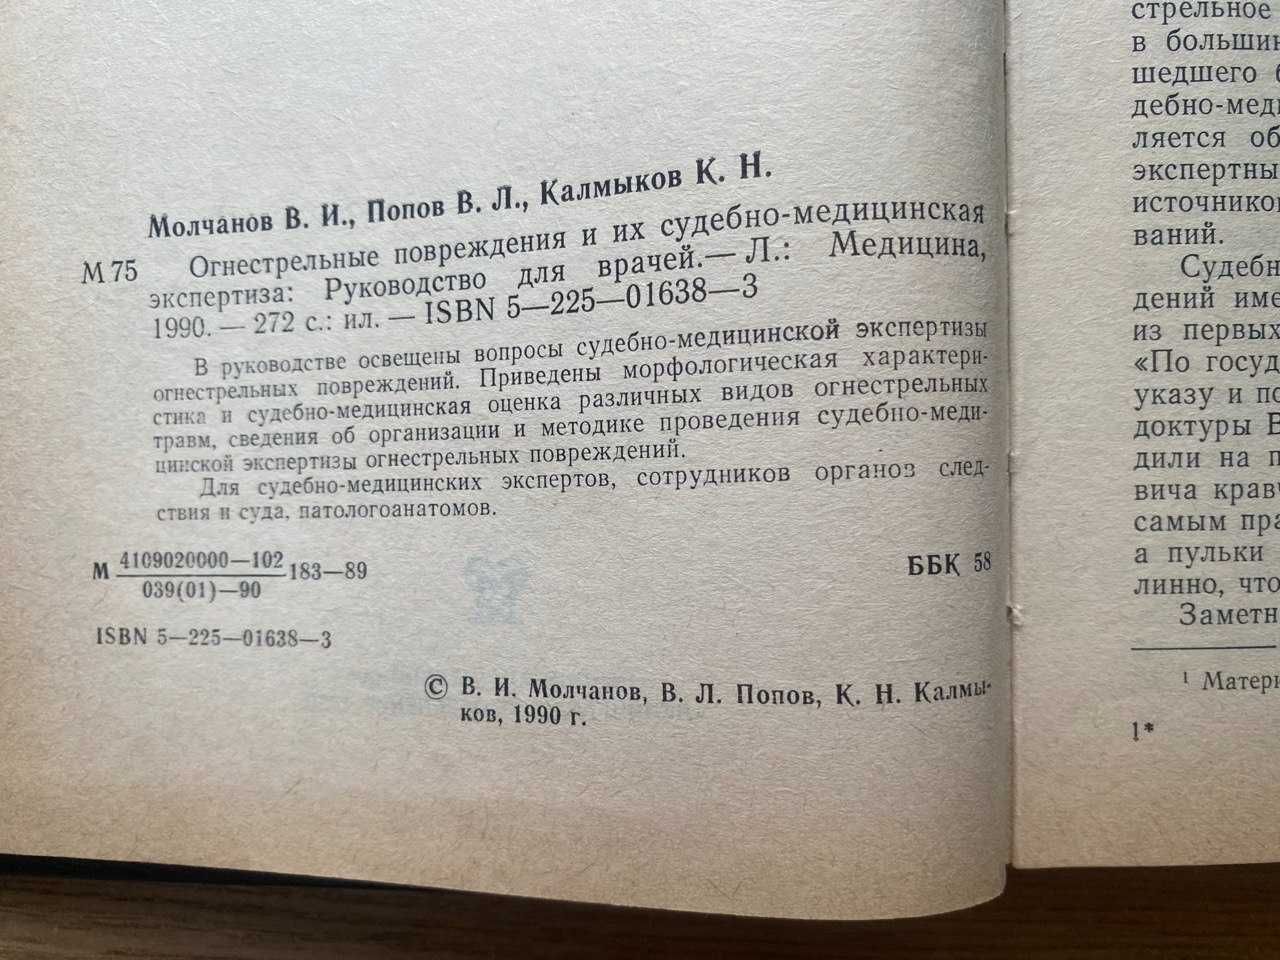 Молчанов В. И., Попов В. Л., Калмыков К. Н.
М 75 Огнестрельные повреждения и их судебно-медицинская
экспертиза: Руководство для врачей.— Л.: Медицина,
1990. — 272 с.: ил. — ISBN 5—225—01638—3
В руководстве освещены вопросы судебно-медицинской экспертизы
огнестрельных повреждений. Приведены морфологическая характери-
стика и судебно-медицинская оценка различных видов огнестрельных
травм, сведения об организации и методике проведения судебно-меди-
цинской экспертизы огнестрельных повреждений.
Для судебно-медицинских экспертов, сотрудников органов след-
ствия и суда, патологоанатомов.
М 4109020000—102
039(01)—90
183—89
ББК 58
ISBN 5—225—01638—3
© В. И. Молчанов, В. Л. Попов, К. Н. Калмы-
ков, 1990 г.
стрельное
в большин
шедшего б
дебно-меди
ляется об
экспертны
источником
ваний.
Судебн
дений име
из первых
«По госуд
указу и по
доктуры В
дили на п
вича кравч
самым пра
а пульки
линно, что
Заметн
1 Матери
1*